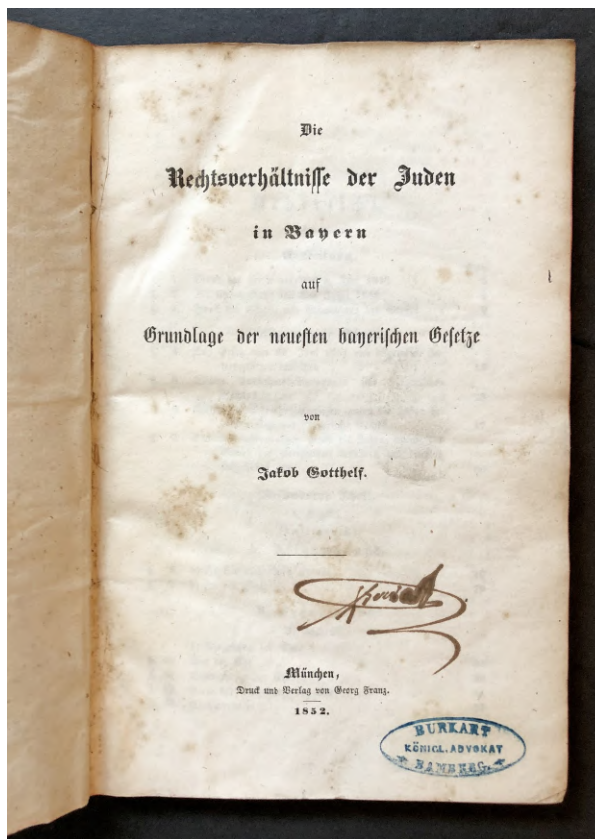 Die
Rechtsverhältnisse der Juden
in Bayern
auf
Grundlage der neuesten bayerischen Gesetze
von
Jakob Gotthelf.
München,
Druck und Verlag von Georg Franz.
1852.
BURKART
KÖNIGL. ADVOKAT
BAMBERG.